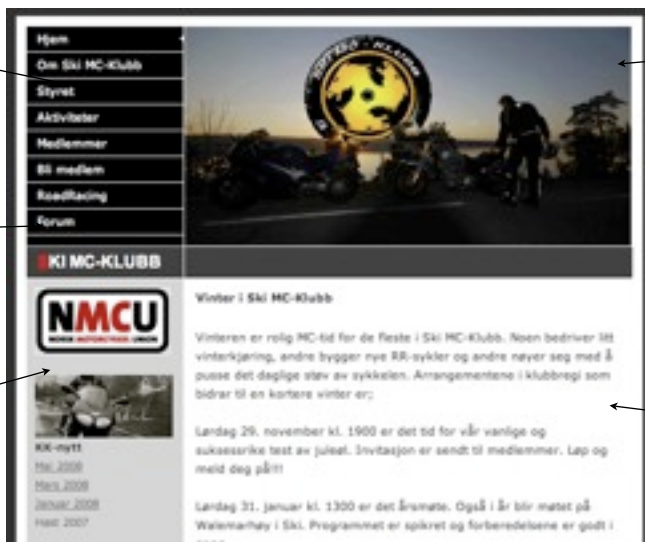 Hjem
Om Ski MC-Klubb
Styret
Aktiviteter
Medlemmer
Bli medlem
RoadRacing
Forum
SKI MC-KLUBB
NMCU
NORSK MOTORCYKKEL UNION
KK-nytt
Mai 2008
Mars 2008
Januar 2008
Høst 2007
Vinter i Ski MC-Klubb
Vinteren er rolig MC-tid for de fleste i Ski MC-Klubb. Noen bedriver litt
vinterkjøring, andre bygger nye RR-sykler og andre nøyer seg med å
pusse det daglige støv av sykkelen. Arrangementene i klubbregi som
bidrar til en kortere vinter er;
Lørdag 29. november kl. 1900 er det tid for vår vanlige og
suksessrike test av juleøl. Invitasjon er sendt til medlemmer. Løp og
meld deg på!!!
Lørdag 31. januar kl. 1300 er det årsmøte. Også i år blir møtet på
Walemarhøy i Ski. Programmet er spikret og forberedelsene er godt i